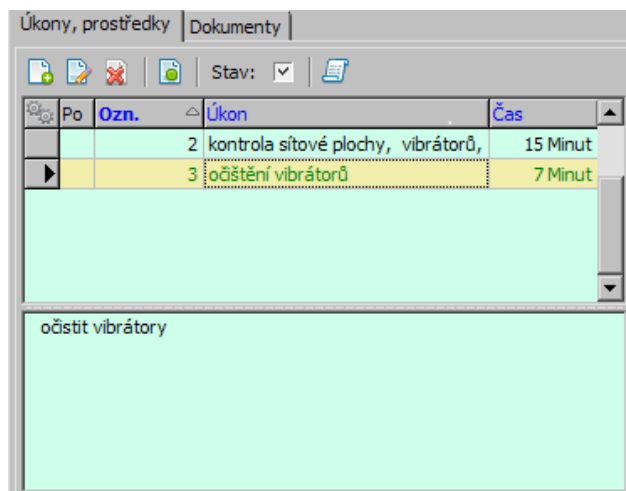 Úkony, prostředky Dokumenty
Stav:
Po Ozn. Úkon Čas
2 kontrola sítové plochy, vibrátorů, 15 Minut
3 očištění vibrátorů 7 Minut
očistit vibrátory